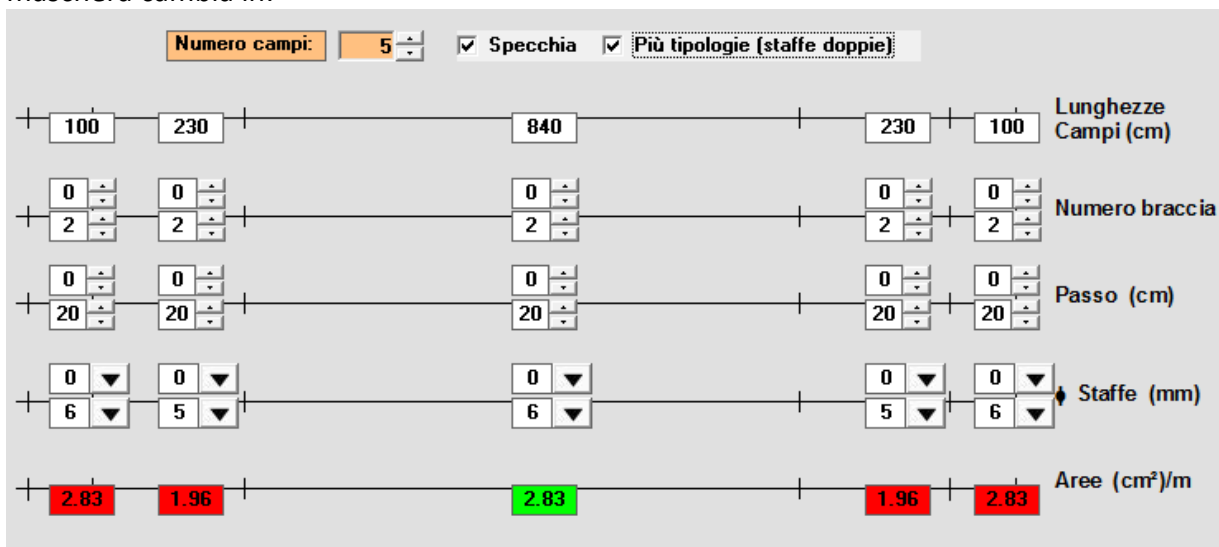 Numero campi: 5 Specchia Più tipologie (staffe doppie)
100 230 840 230 100 Lunghezze
Campi (cm)
0 0 0 0 0
2 2 2 2 2 Numero braccia
0 0 0 0 0
20 20 20 20 20 Passo (cm)
0 0 0 0 0
6 5 6 5 6 ϕ Staffe (mm)
2.83 1.96 2.83 1.96 2.83 Aree (cm²)/m